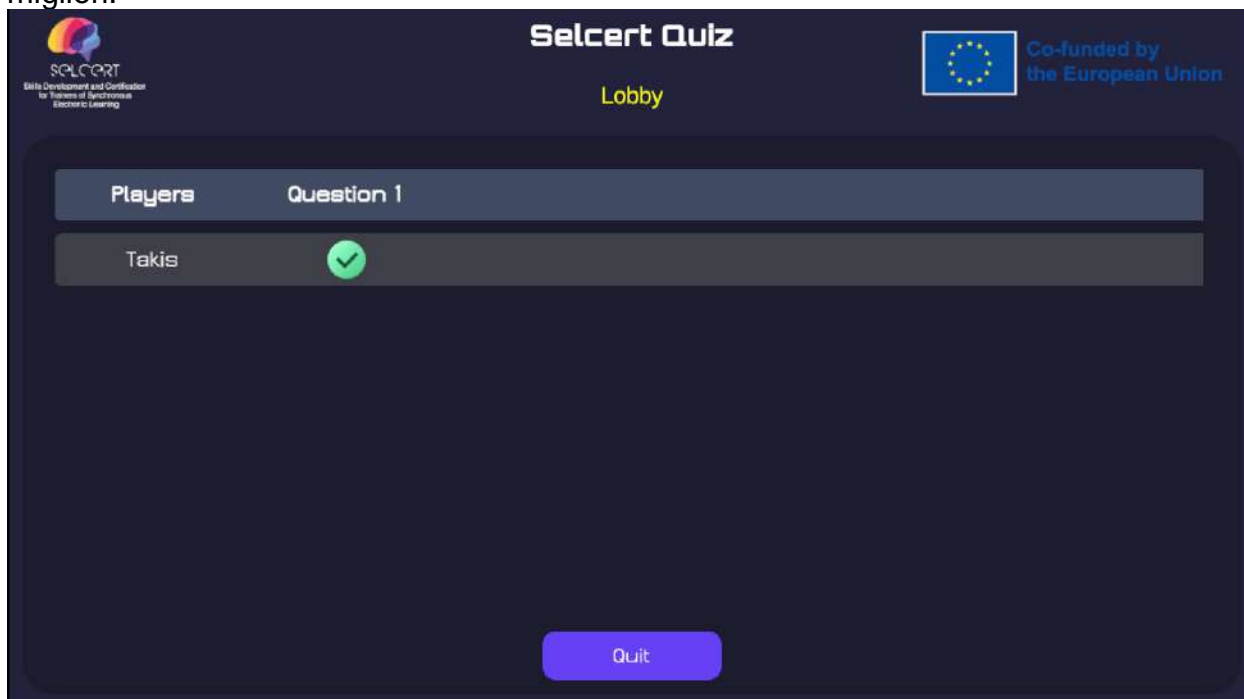 migliori.
Selcert Quiz
SELCERT
Skills Development and Certification
for Trainers of Synchronous
Electronic Learning
Co-funded by
the European Union
Lobby
Players Question 1
Takis
Quit